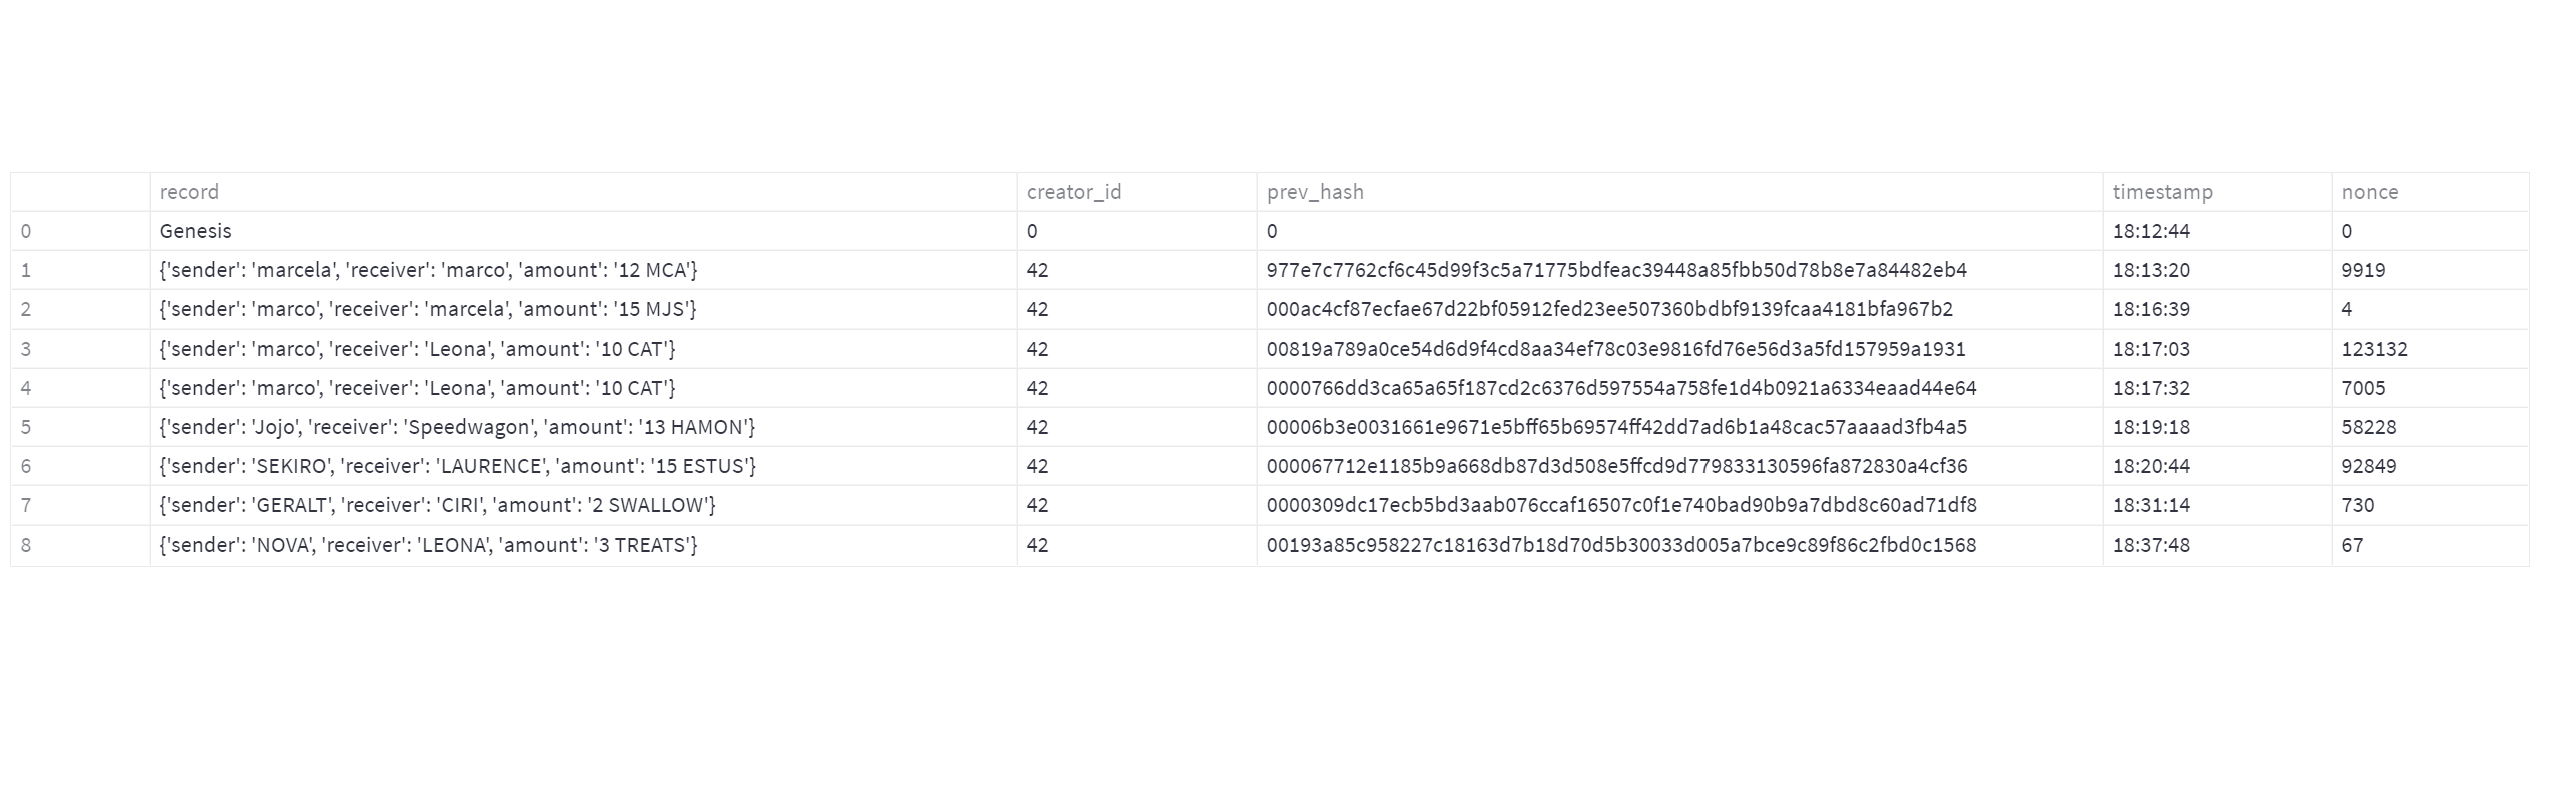 record creator_id prev_hash timestamp nonce
0 Genesis 0 0 18:12:44 0
1 {'sender': 'marcela', 'receiver': 'marco', 'amount': '12 MCA'} 42 977e7c7762cf6c45d99f3c5a71775bdfeac39448a85fbb50d78b8e7a84482eb4 18:13:20 9919
2 {'sender': 'marco', 'receiver': 'marcela', 'amount': '15 MJS'} 42 000ac4cf87ecfae67d22bf05912fed23ee507360bdbf9139fcaa4181bfa967b2 18:16:39 4
3 {'sender': 'marco', 'receiver': 'Leona', 'amount': '10 CAT'} 42 00819a789a0ce54d6d9f4cd8aa34ef78c03e9816fd76e56d3a5fd157959a1931 18:17:03 123132
4 {'sender': 'marco', 'receiver': 'Leona', 'amount': '10 CAT'} 42 0000766dd3ca65a65f187cd2c6376d597554a758fe1d4b0921a6334eaad44e64 18:17:32 7005
5 {'sender': 'Jojo', 'receiver': 'Speedwagon', 'amount': '13 HAMON'} 42 00006b3e0031661e9671e5bff65b69574ff42dd7ad6b1a48cac57aaaad3fb4a5 18:19:18 58228
6 {'sender': 'SEKIRO', 'receiver': 'LAURENCE', 'amount': '15 ESTUS'} 42 000067712e1185b9a668db87d3d508e5ffcd9d779833130596fa872830a4cf36 18:20:44 92849
7 {'sender': 'GERALT', 'receiver': 'CIRI', 'amount': '2 SWALLOW'} 42 0000309dc17ecb5bd3aab076ccaf16507c0f1e740bad90b9a7dbd8c60ad71df8 18:31:14 730
8 {'sender': 'NOVA', 'receiver': 'LEONA', 'amount': '3 TREATS'} 42 00193a85c958227c18163d7b18d70d5b30033d005a7bce9c89f86c2fbd0c1568 18:37:48 67